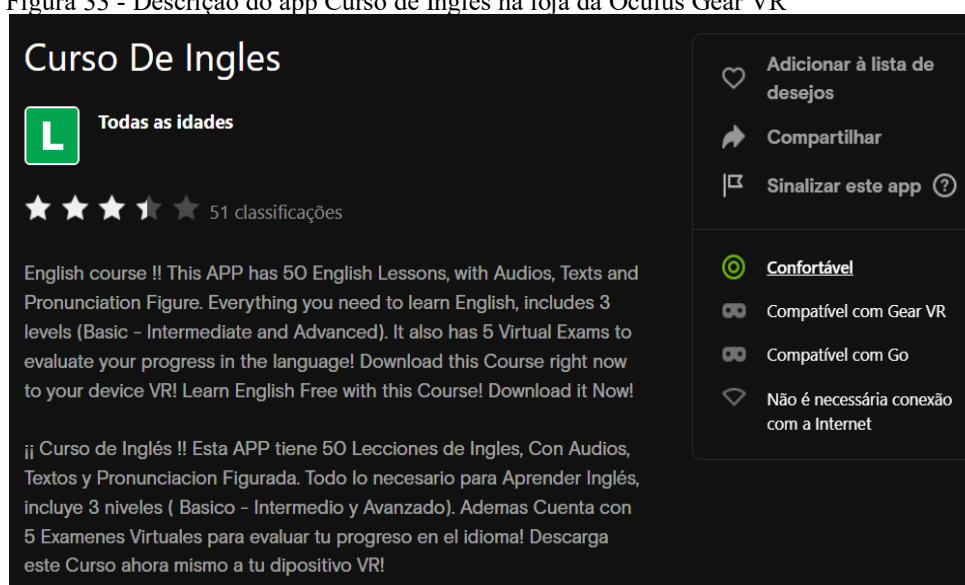 Figura 33 - Descrição do app Curso de Inglês na loja da Oculus Gear VR
Curso De Ingles
L
Todas as idades
51 classificações
English course !! This APP has 50 English Lessons, with Audios, Texts and
Pronunciation Figure. Everything you need to learn English, includes 3
levels (Basic - Intermediate and Advanced). It also has 5 Virtual Exams to
evaluate your progress in the language! Download this Course right now
to your device VR! Learn English Free with this Course! Download it Now!
¡¡ Curso de Inglés !! Esta APP tiene 50 Lecciones de Ingles, Con Audios,
Textos y Pronunciacion Figurada. Todo lo necesario para Aprender Inglés,
incluye 3 niveles ( Basico - Intermedio y Avanzado). Ademas Cuenta con
5 Examenes Virtuales para evaluar tu progreso en el idioma! Descarga
este Curso ahora mismo a tu dipositivo VR!
Adicionar à lista de
desejos
Compartilhar
Sinalizar este app ?
Confortável
Compatível com Gear VR
Compatível com Go
Não é necessária conexão
com a Internet